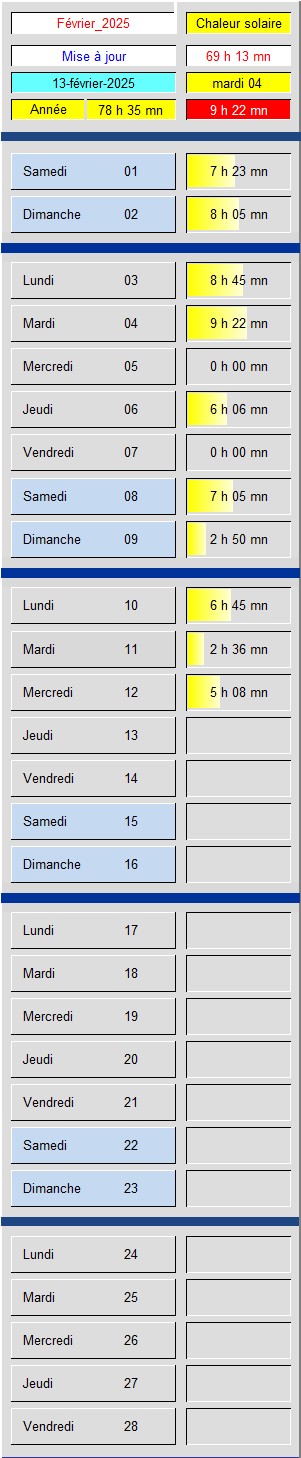 Février_2025 Chaleur solaire
Mise à jour 69 h 13 mn
13-février-2025 mardi 04
Année 78 h 35 mn 9 h 22 mn
Samedi 01 7 h 23 mn
Dimanche 02 8 h 05 mn
Lundi 03 8 h 45 mn
Mardi 04 9 h 22 mn
Mercredi 05 0 h 00 mn
Jeudi 06 6 h 06 mn
Vendredi 07 0 h 00 mn
Samedi 08 7 h 05 mn
Dimanche 09 2 h 50 mn
Lundi 10 6 h 45 mn
Mardi 11 2 h 36 mn
Mercredi 12 5 h 08 mn
Jeudi 13
Vendredi 14
Samedi 15
Dimanche 16
Lundi 17
Mardi 18
Mercredi 19
Jeudi 20
Vendredi 21
Samedi 22
Dimanche 23
Lundi 24
Mardi 25
Mercredi 26
Jeudi 27
Vendredi 28